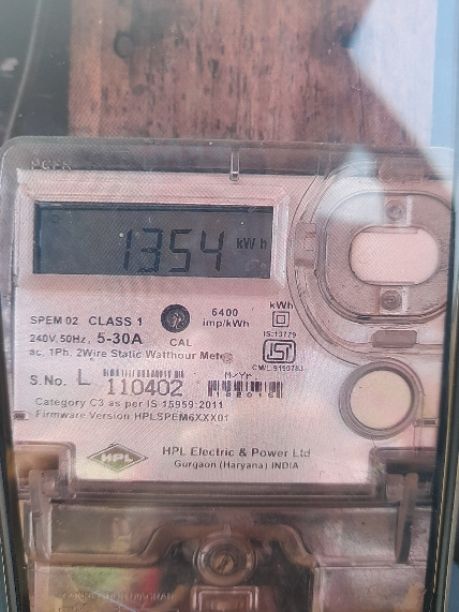 1354 kWh
SPEM 02 CLASS 1
6400 imp/kWh
kWh
240V, 50Hz, 5-30A
CAL
IS:13779
ac, 1Ph. 2Wire Static Watthour Meter
ISI
S.No. L 110402
M/Yr
Category C3 as per IS 15959:2011
Firmware Version HPLSPEM6XXX01
HPL
HPL Electric & Power Ltd
Gurgaon (Haryana) INDIA